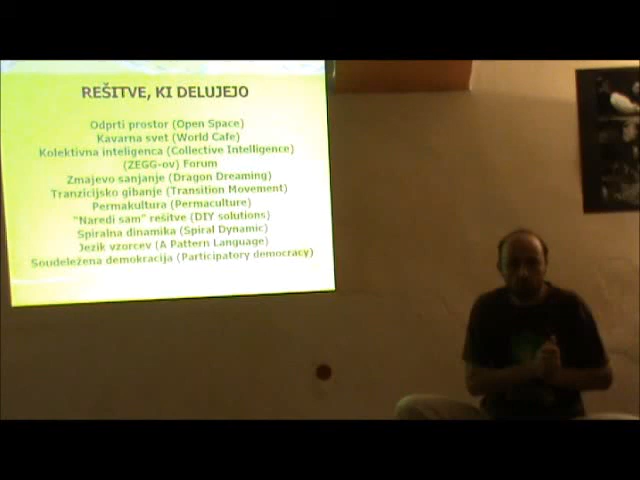 REŠITVE, KI DELUJEJO
Odprti prostor (Open Space)
Kavarna svet (World Cafe)
Kolektivna inteligenca (Collective Intelligence)
(ZEGG-ov) Forum
Zmajevo sanjanje (Dragon Dreaming)
Tranzicijsko gibanje (Transition Movement)
Permakultura (Permaculture)
"Naredi sam" rešitve (DIY solutions)
Spiralna dinamika (Spiral Dynamic)
Jezik vzorcev (A Pattern Language)
Soudeležena demokracija (Participatory democracy)